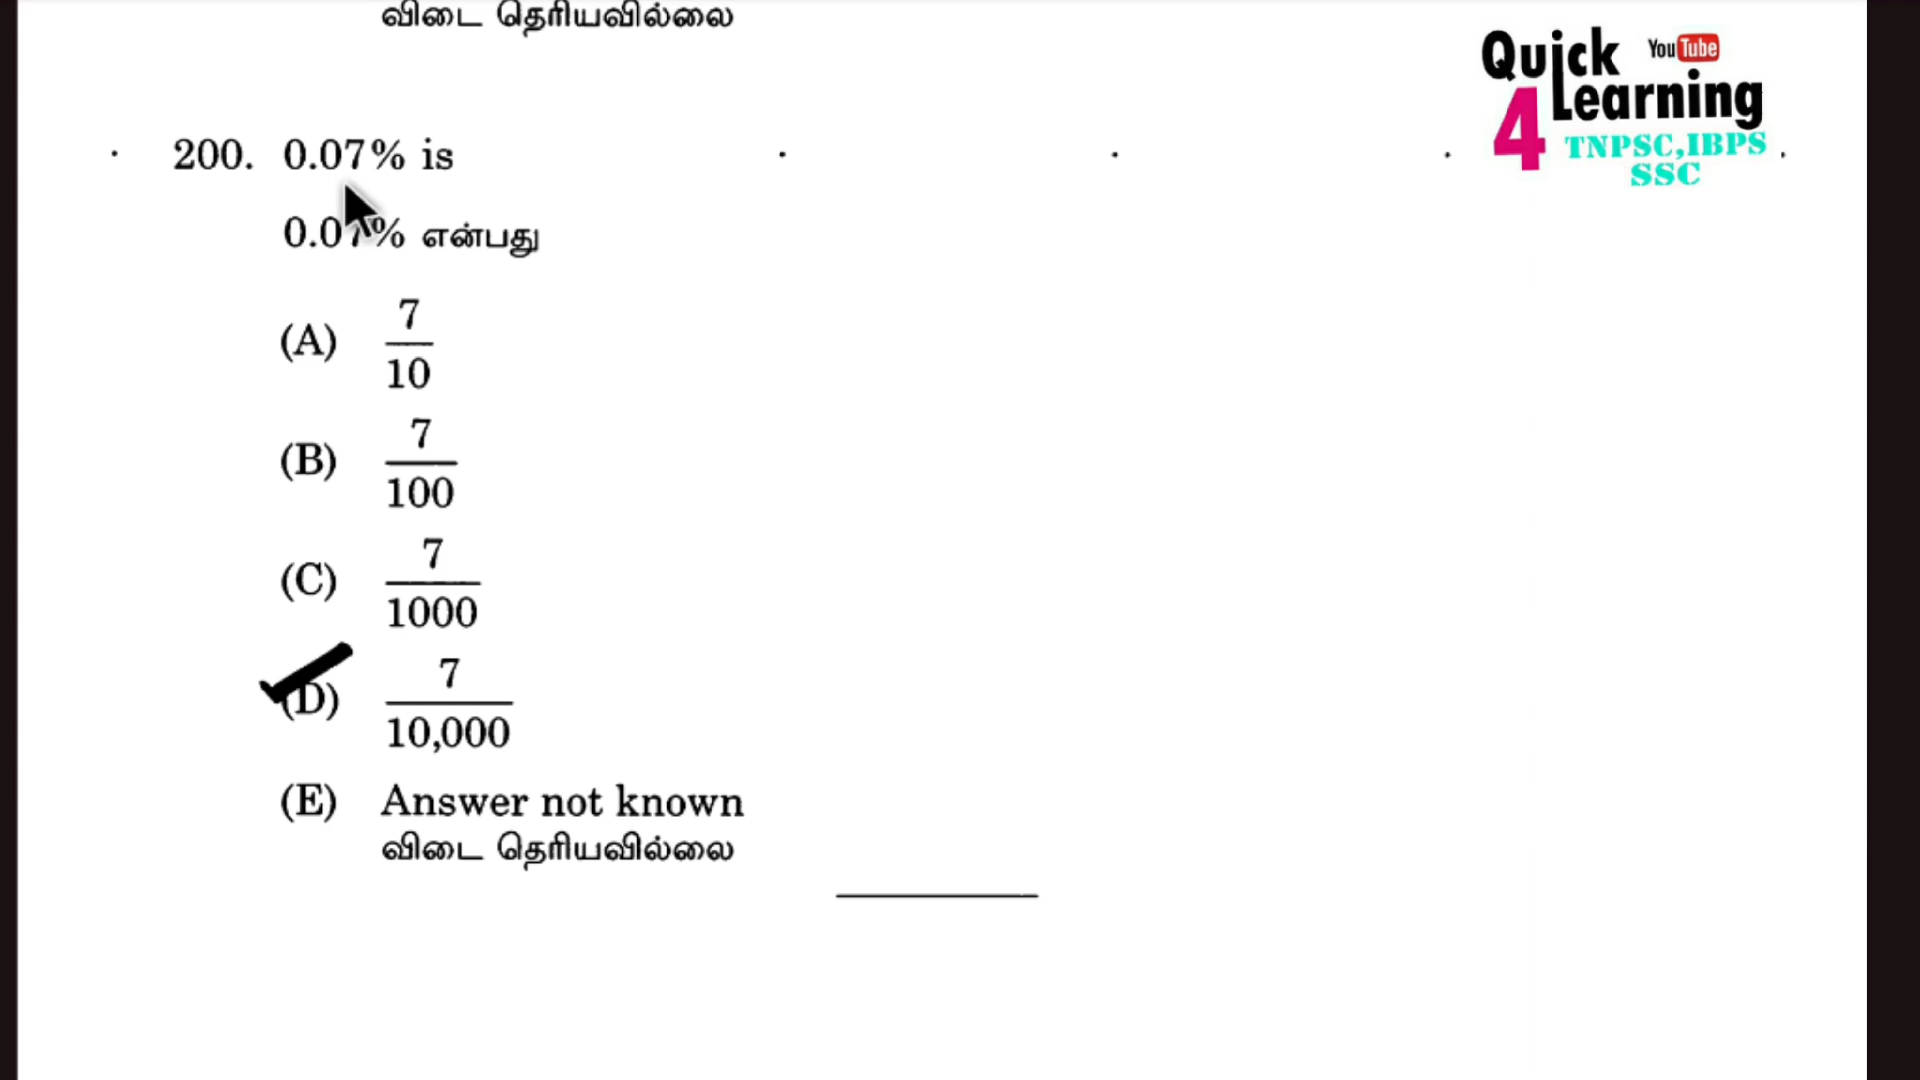 விடை தெரியவில்லை
Quick
YouTube
4 Learning
TNPSC,IBPS
SSC
200. 0.07% is
0.07% என்பது
(A) 7
10
(B) 7
100
(C) 7
1000
(D) 7
10,000
(E) Answer not known
விடை தெரியவில்லை